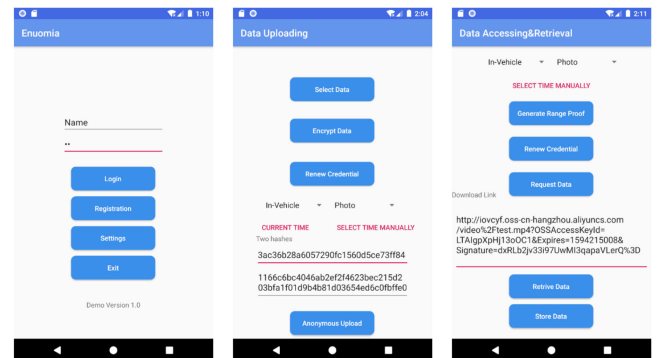 1:10
Enuomia
Name
··
Login
Registration
Settings
Exit
Demo Version 1.0
2:04
Data Uploading
Select Data
Encrypt Data
Renew Credential
In-Vehicle Photo
CURRENT TIME SELECT TIME MANUALLY
Two hashes
3ac36b28a6057290fc1560d5ce73ff84
1166c6bc4046ab2ef2f4623bec215d2
03bfa1f01d9b4b81d03654ed6c0fbffe0
Anonymous Upload
2:11
Data Accessing&Retrieval
In-Vehicle Photo
SELECT TIME MANUALLY
Generate Range Proof
Renew Credential
Request Data
Download Link
http://iovcyf.oss-cn-hangzhou.aliyuncs.com
/video%2Ftest.mp4?OSSAccessKeyId=
LTAIgpXpHj13oOC1&Expires=1594215008&
Signature=dxRLb2jv33i97UwMI3qapaVLerQ%3D
Retrive Data
Store Data